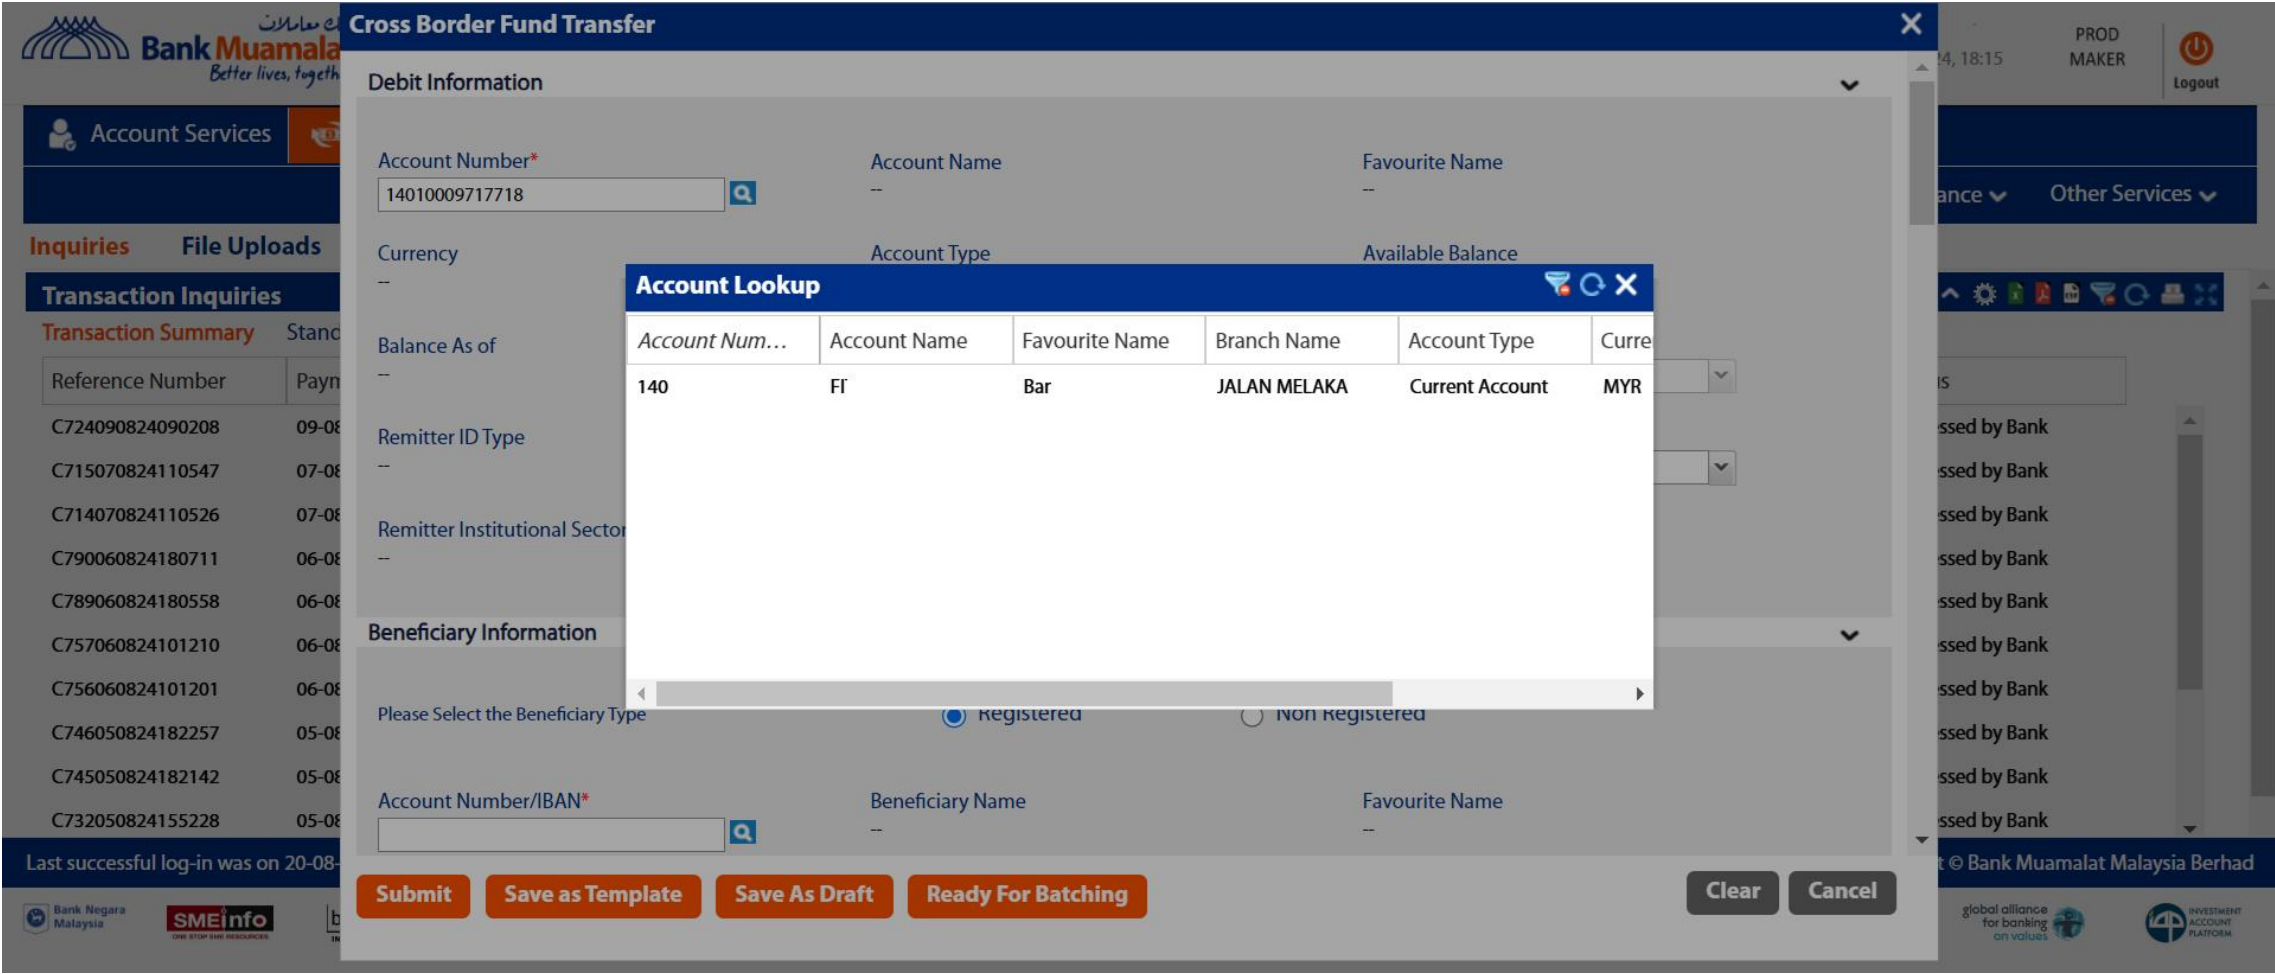 Bank Muamala
Better lives, togeth
Cross Border Fund Transfer
24, 18:15
PROD
MAKER
Logout
Account Services
Debit Information
Account Number*
14010009717718
Account Name
--
Favourite Name
--
ance
Other Services
Inquiries
File Uploads
Currency
--
Account Type
Available Balance
Transaction Inquiries
Transaction Summary
Stand
Balance As of
--
Remitter ID Type
--
Remitter Institutional Sector
--
Account Lookup
Account Num... Account Name Favourite Name Branch Name Account Type Curre
140 Bar JALAN MELAKA Current Account MYR
Reference Number Paym us
C724090824090208 09-08 ssed by Bank
C715070824110547 07-08 ssed by Bank
C714070824110526 07-08 ssed by Bank
C790060824180711 06-08 ssed by Bank
C789060824180558 06-08 ssed by Bank
C757060824101210 06-08 ssed by Bank
C756060824101201 06-08 ssed by Bank
C746050824182257 05-08 ssed by Bank
C745050824182142 05-08 ssed by Bank
C732050824155228 05-08 ssed by Bank
Beneficiary Information
Please Select the Beneficiary Type
Registered
Non Registered
Account Number/IBAN*
Beneficiary Name
--
Favourite Name
--
Last successful log-in was on 20-08-
t © Bank Muamalat Malaysia Berhad
Submit
Save as Template
Save As Draft
Ready For Batching
Clear
Cancel
Bank Negara
Malaysia
SMEinfo
ONE STOP SME RESOURCES
global alliance
for banking
on values
INVESTMENT
ACCOUNT
PLATFORM